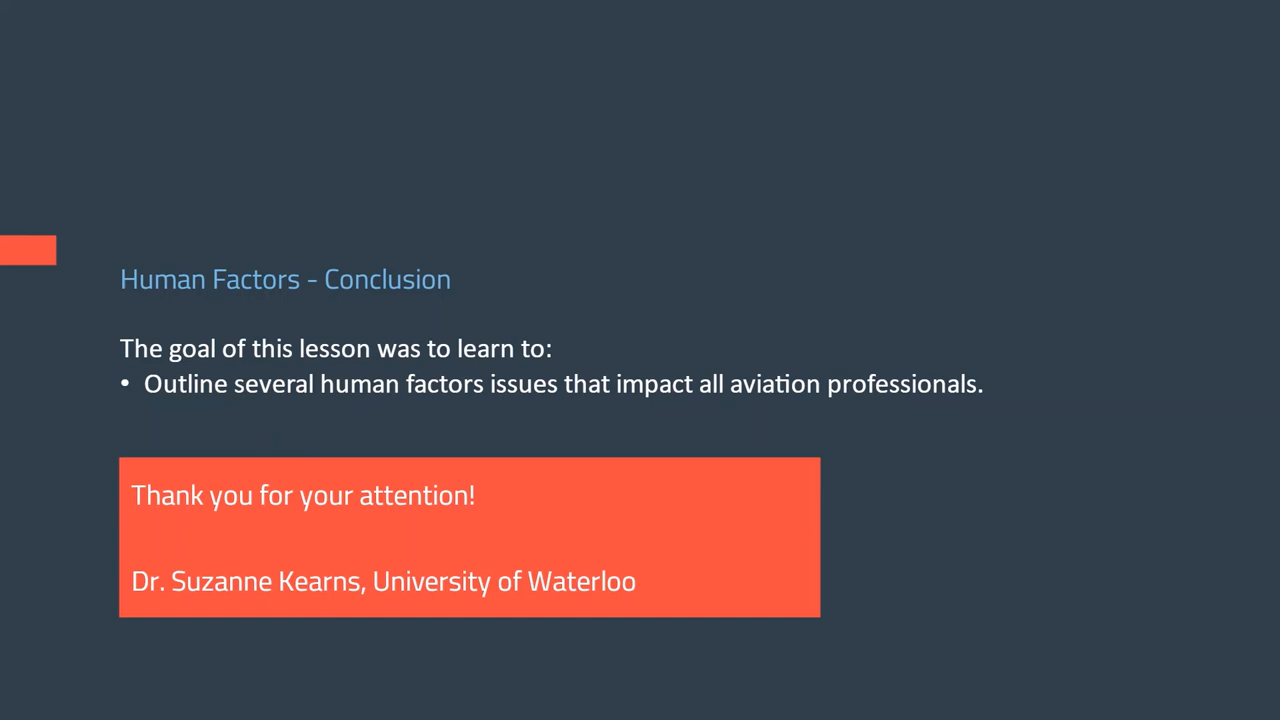 Human Factors - Conclusion
The goal of this lesson was to learn to:
• Outline several human factors issues that impact all aviation professionals.
Thank you for your attention!
Dr. Suzanne Kearns, University of Waterloo